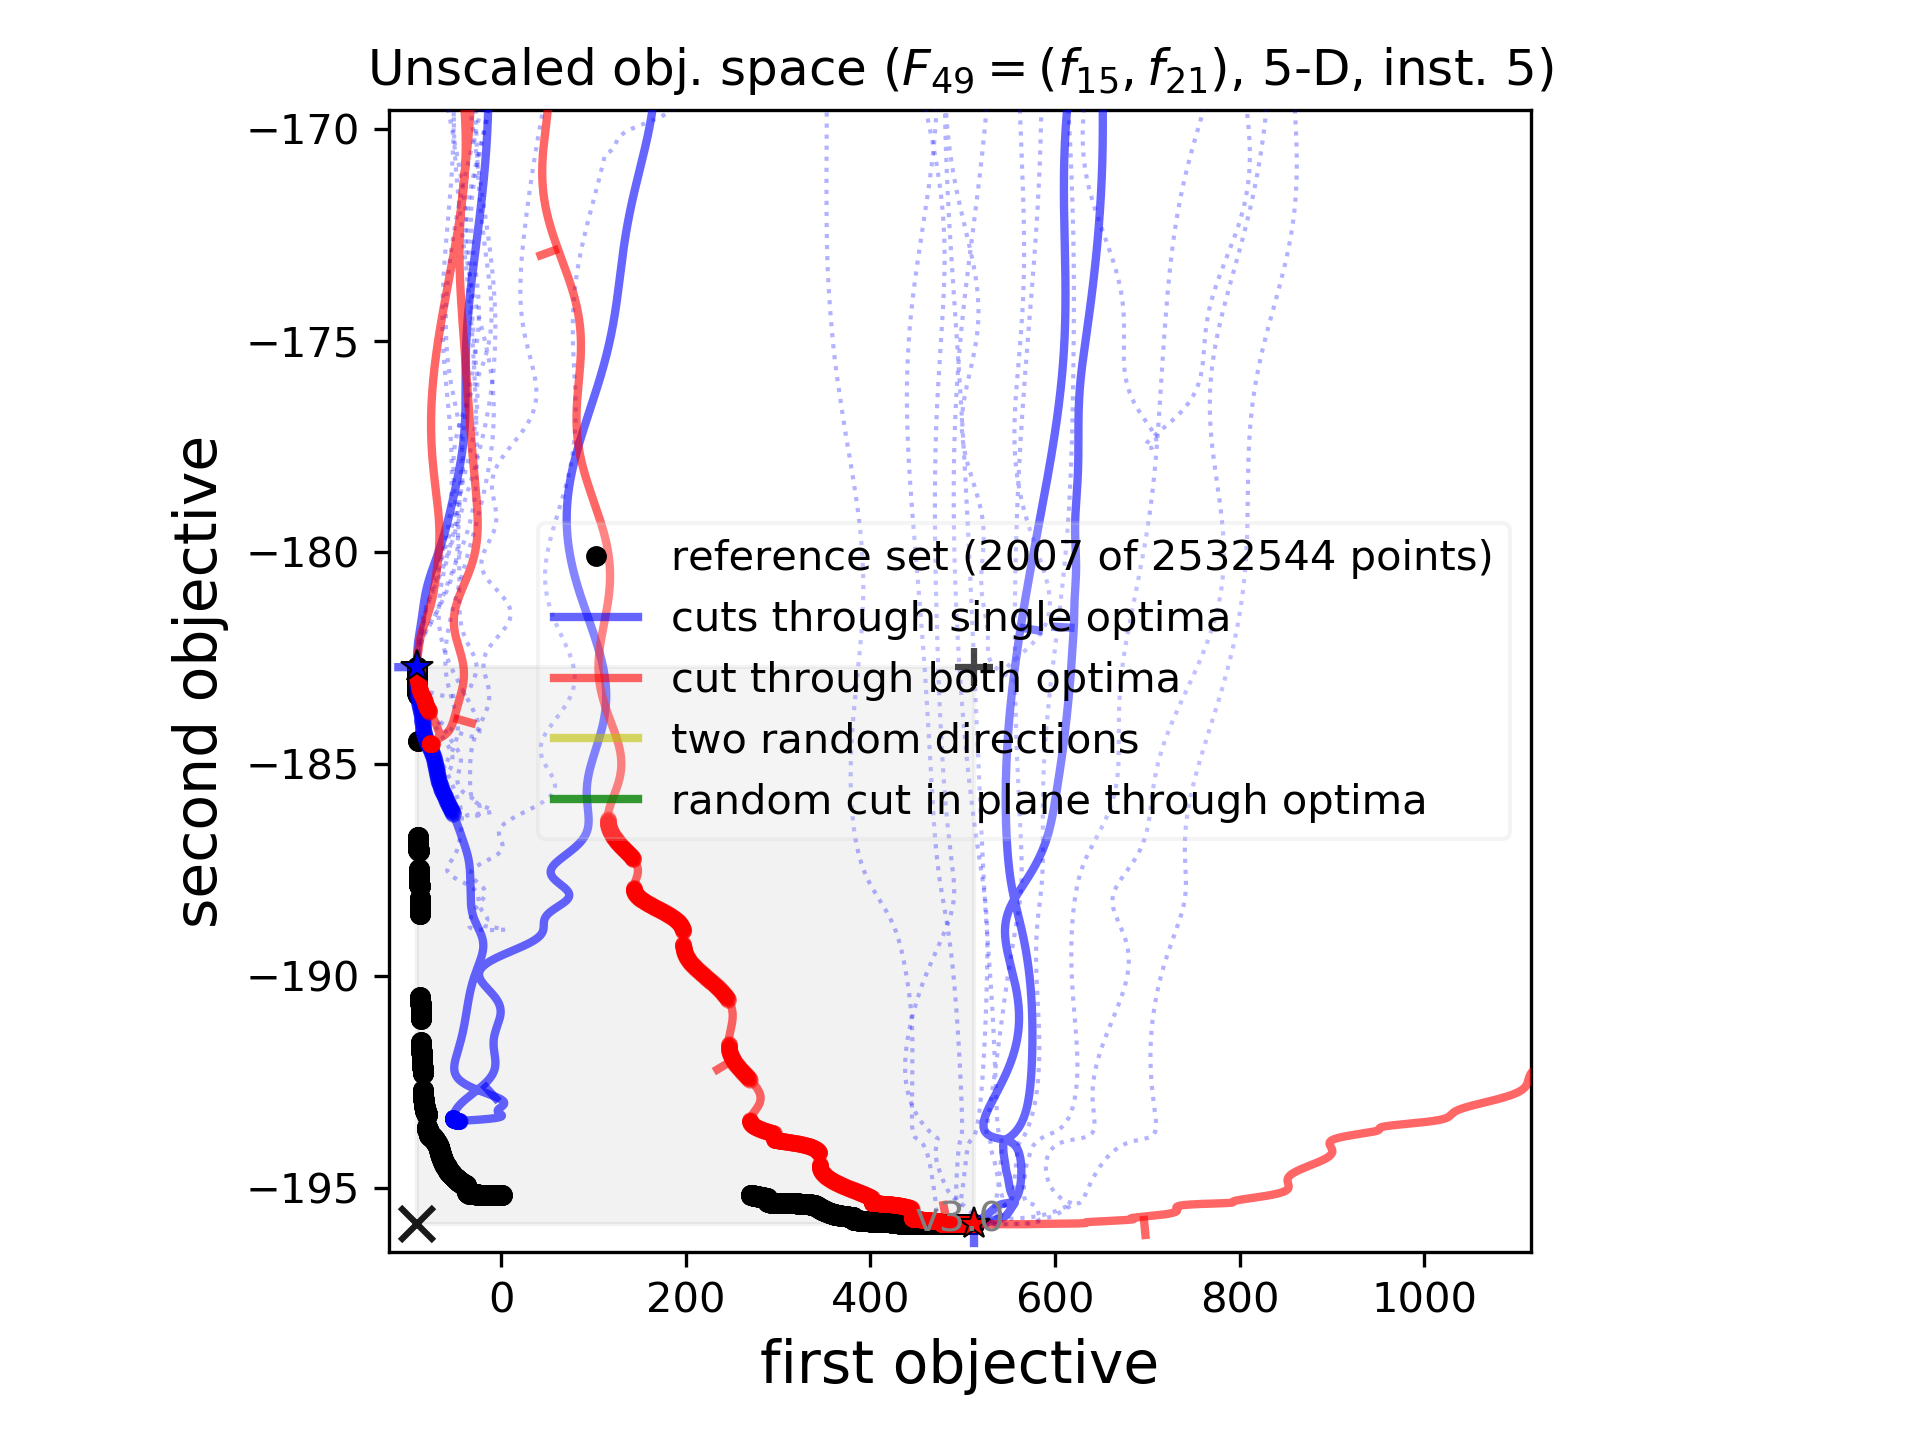 Unscaled obj. space (F₄₉ = (f₁₅, f₂₁), 5-D, inst. 5)
−170
−175
−180
−185
−190
−195
second objective
reference set (2007 of 2532544 points)
cuts through single optima
cut through both optima
two random directions
random cut in plane through optima
v3.0
0
200
400
600
800
1000
first objective